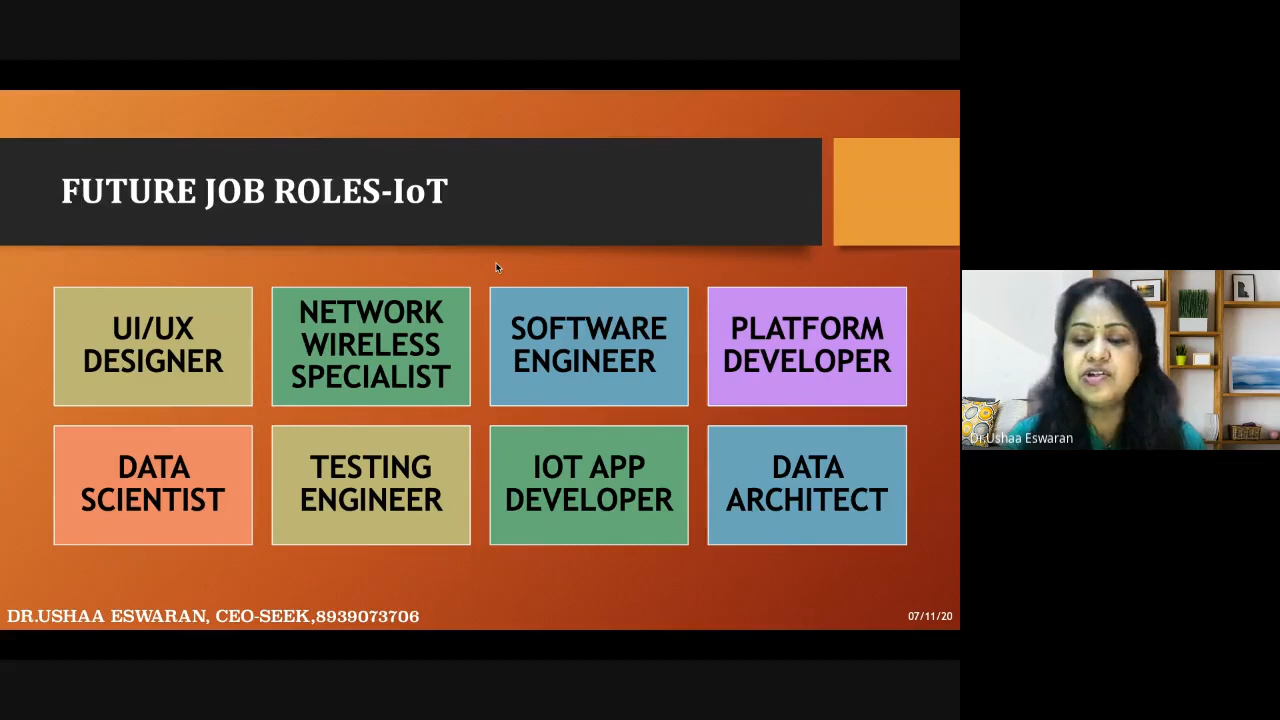 FUTURE JOB ROLES-IoT
UI/UX
DESIGNER
NETWORK
WIRELESS
SPECIALIST
SOFTWARE
ENGINEER
PLATFORM
DEVELOPER
DATA
SCIENTIST
TESTING
ENGINEER
IOT APP
DEVELOPER
DATA
ARCHITECT
DR.USHAA ESWARAN, CEO-SEEK,8939073706
07/11/20
Dr.Ushaa Eswaran